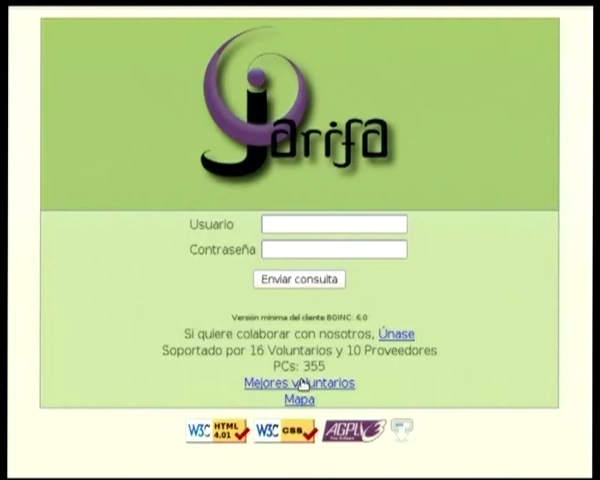 Jarifa
Usuario
Contraseña
Enviar consulta
Versión mínima del cliente BOINC: 6.0
Si quiere colaborar con nosotros, Únase
Soportado por 16 Voluntarios y 10 Proveedores
PCs: 355
Mejores voluntarios
Mapa
W3C HTML 4.01 W3C CSS AGPLv3